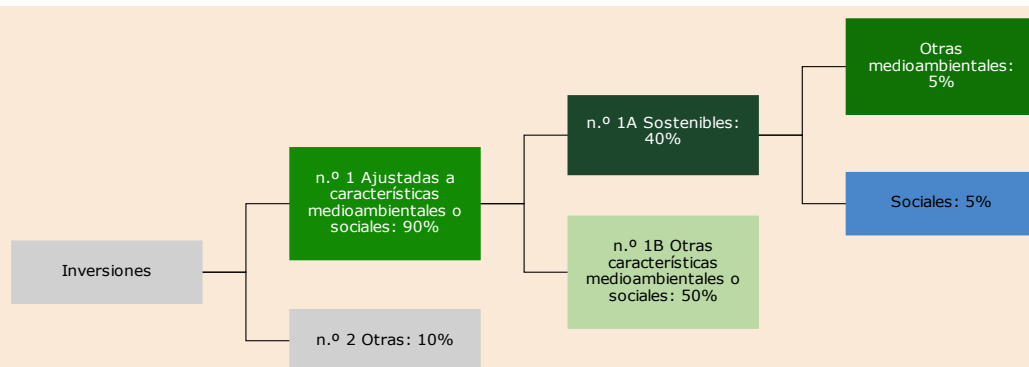 Otras
medioambientales:
5%
n.º 1A Sostenibles:
40%
n.º 1 Ajustadas a
características
medioambientales o
sociales: 90%
Sociales: 5%
Inversiones
n.º 1B Otras
características
medioambientales o
sociales: 50%
n.º 2 Otras: 10%